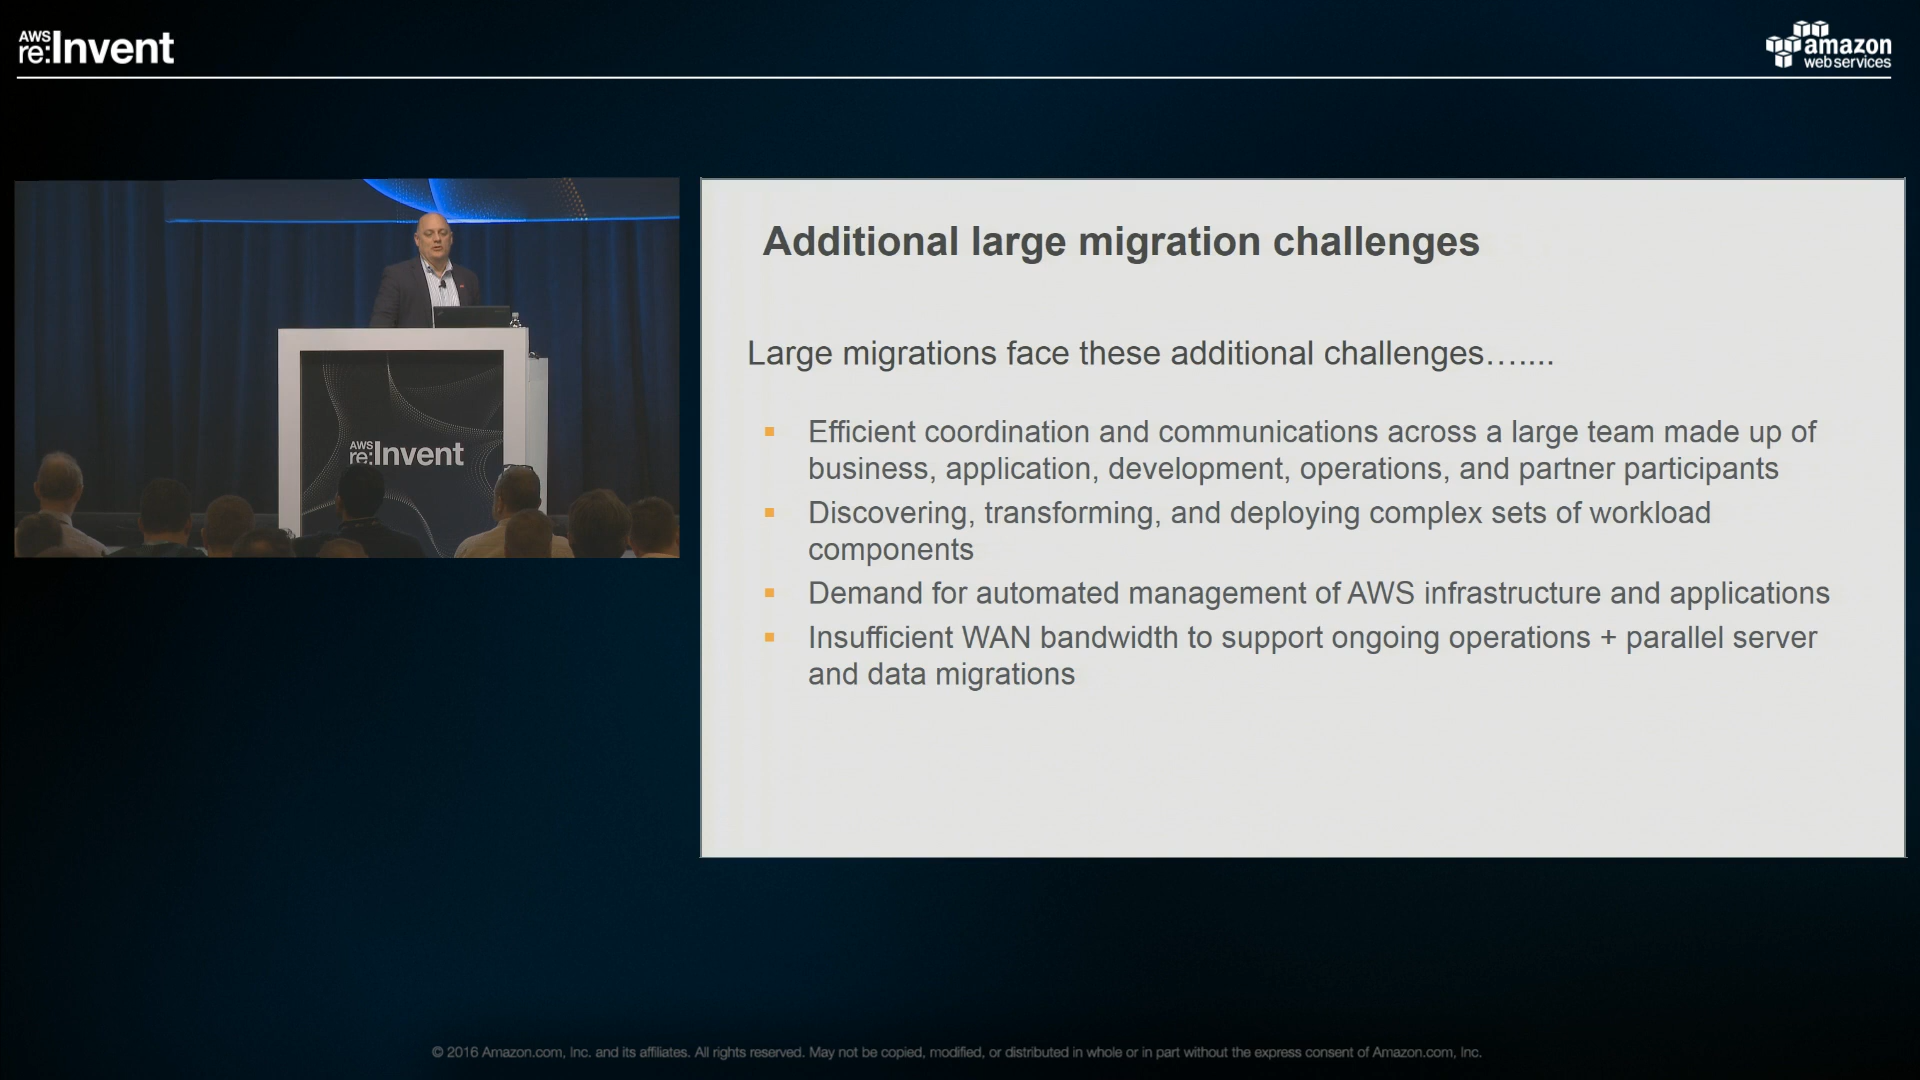 AWS
re:Invent
amazon
web services
AWS
re:Invent
Additional large migration challenges
Large migrations face these additional challenges…....
Efficient coordination and communications across a large team made up of
business, application, development, operations, and partner participants
Discovering, transforming, and deploying complex sets of workload
components
Demand for automated management of AWS infrastructure and applications
Insufficient WAN bandwidth to support ongoing operations + parallel server
and data migrations
© 2016 Amazon.com, Inc. and its affiliates. All rights reserved. May not be copied, modified, or distributed in whole or in part without the express consent of Amazon.com, Inc.